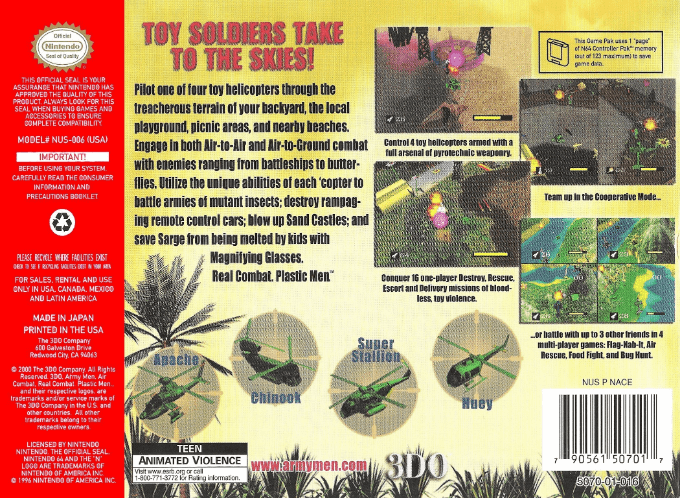 Official
Nintendo
Seal of Quality
THIS OFFICIAL SEAL IS YOUR
ASSURANCE THAT NINTENDO HAS
APPROVED THE QUALITY OF THIS
PRODUCT. ALWAYS LOOK FOR THIS
SEAL WHEN BUYING GAMES AND
ACCESSORIES TO ENSURE
COMPLETE COMPATIBILITY.
MODEL# NUS-006 (USA)
IMPORTANT!
BEFORE USING YOUR SYSTEM,
CAREFULLY READ THE CONSUMER
INFORMATION AND
PRECAUTIONS BOOKLET
PLEASE RECYCLE WHERE FACILITIES EXIST
FOR SALES, RENTAL AND USE
ONLY IN USA, CANADA, MEXICO
AND LATIN AMERICA
MADE IN JAPAN
PRINTED IN THE USA
The 3DO Company
600 Galveston Drive
Redwood City, CA 94063
© 2000 The 3DO Company. All Rights
Reserved. 3DO, Army Men, Air
Combat, Real Combat. Plastic Men.,
and their respective logos, are
trademarks and/or service marks of
The 3DO Company in the U.S. and
other countries. All other
trademarks belong to their
respective owners.
LICENSED BY NINTENDO
NINTENDO, THE OFFICIAL SEAL,
NINTENDO 64 AND THE "N"
LOGO ARE TRADEMARKS OF
NINTENDO OF AMERICA INC.
© 1996 NINTENDO OF AMERICA INC.
TOY SOLDIERS TAKE
TO THE SKIES!
Pilot one of four toy helicopters through the
treacherous terrain of your backyard, the local
playground, picnic areas, and nearby beaches.
Engage in both Air-to-Air and Air-to-Ground combat
with enemies ranging from battleships to butter-
flies. Utilize the unique abilities of each 'copter to
battle armies of mutant insects; destroy rampag-
ing remote control cars; blow up Sand Castles; and
save Sarge from being melted by kids with
Magnifying Glasses.
Real Combat. Plastic Men™
Control 4 toy helicopters armed with a
full arsenal of pyrotechnic weaponry.
Conquer 16 one-player Destroy, Rescue,
Escort and Delivery missions of blood-
less, toy violence.
This Game Pak uses 1 "page"
of N64 Controller Pak™ memory
(out of 123 maximum) to save
game data.
Team up in the Cooperative Mode...
...or battle with up to 3 other friends in 4
multi-player games: Flag-Nab-It, Air
Rescue, Food Fight, and Bug Hunt.
Apache
Chinook
Super
Stallion
Huey
TEEN
ANIMATED VIOLENCE
Visit www.esrb.org or call
1-800-771-3772 for Rating information.
www.armymen.com
3DO
NUS P NACE
7 90561 50701 7
5070-01-016